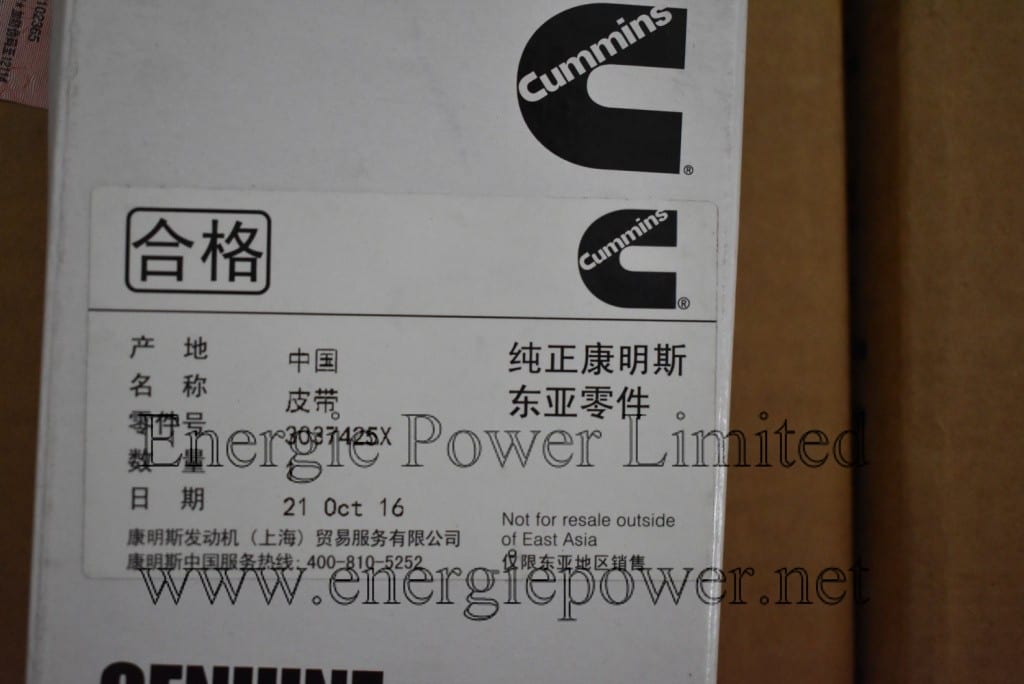 102365
Cummins
®
合格
Cummins
®
产 地 中国
名 称 皮带
零件号 3037425X
数 量
日 期 21 Oct 16
纯正康明斯
东亚零件
康明斯发动机（上海）贸易服务有限公司
康明斯中国服务热线: 400-810-5252
Not for resale outside
of East Asia
仅限东亚地区销售
Energie Power Limited
www.energiepower.net
GENUINE